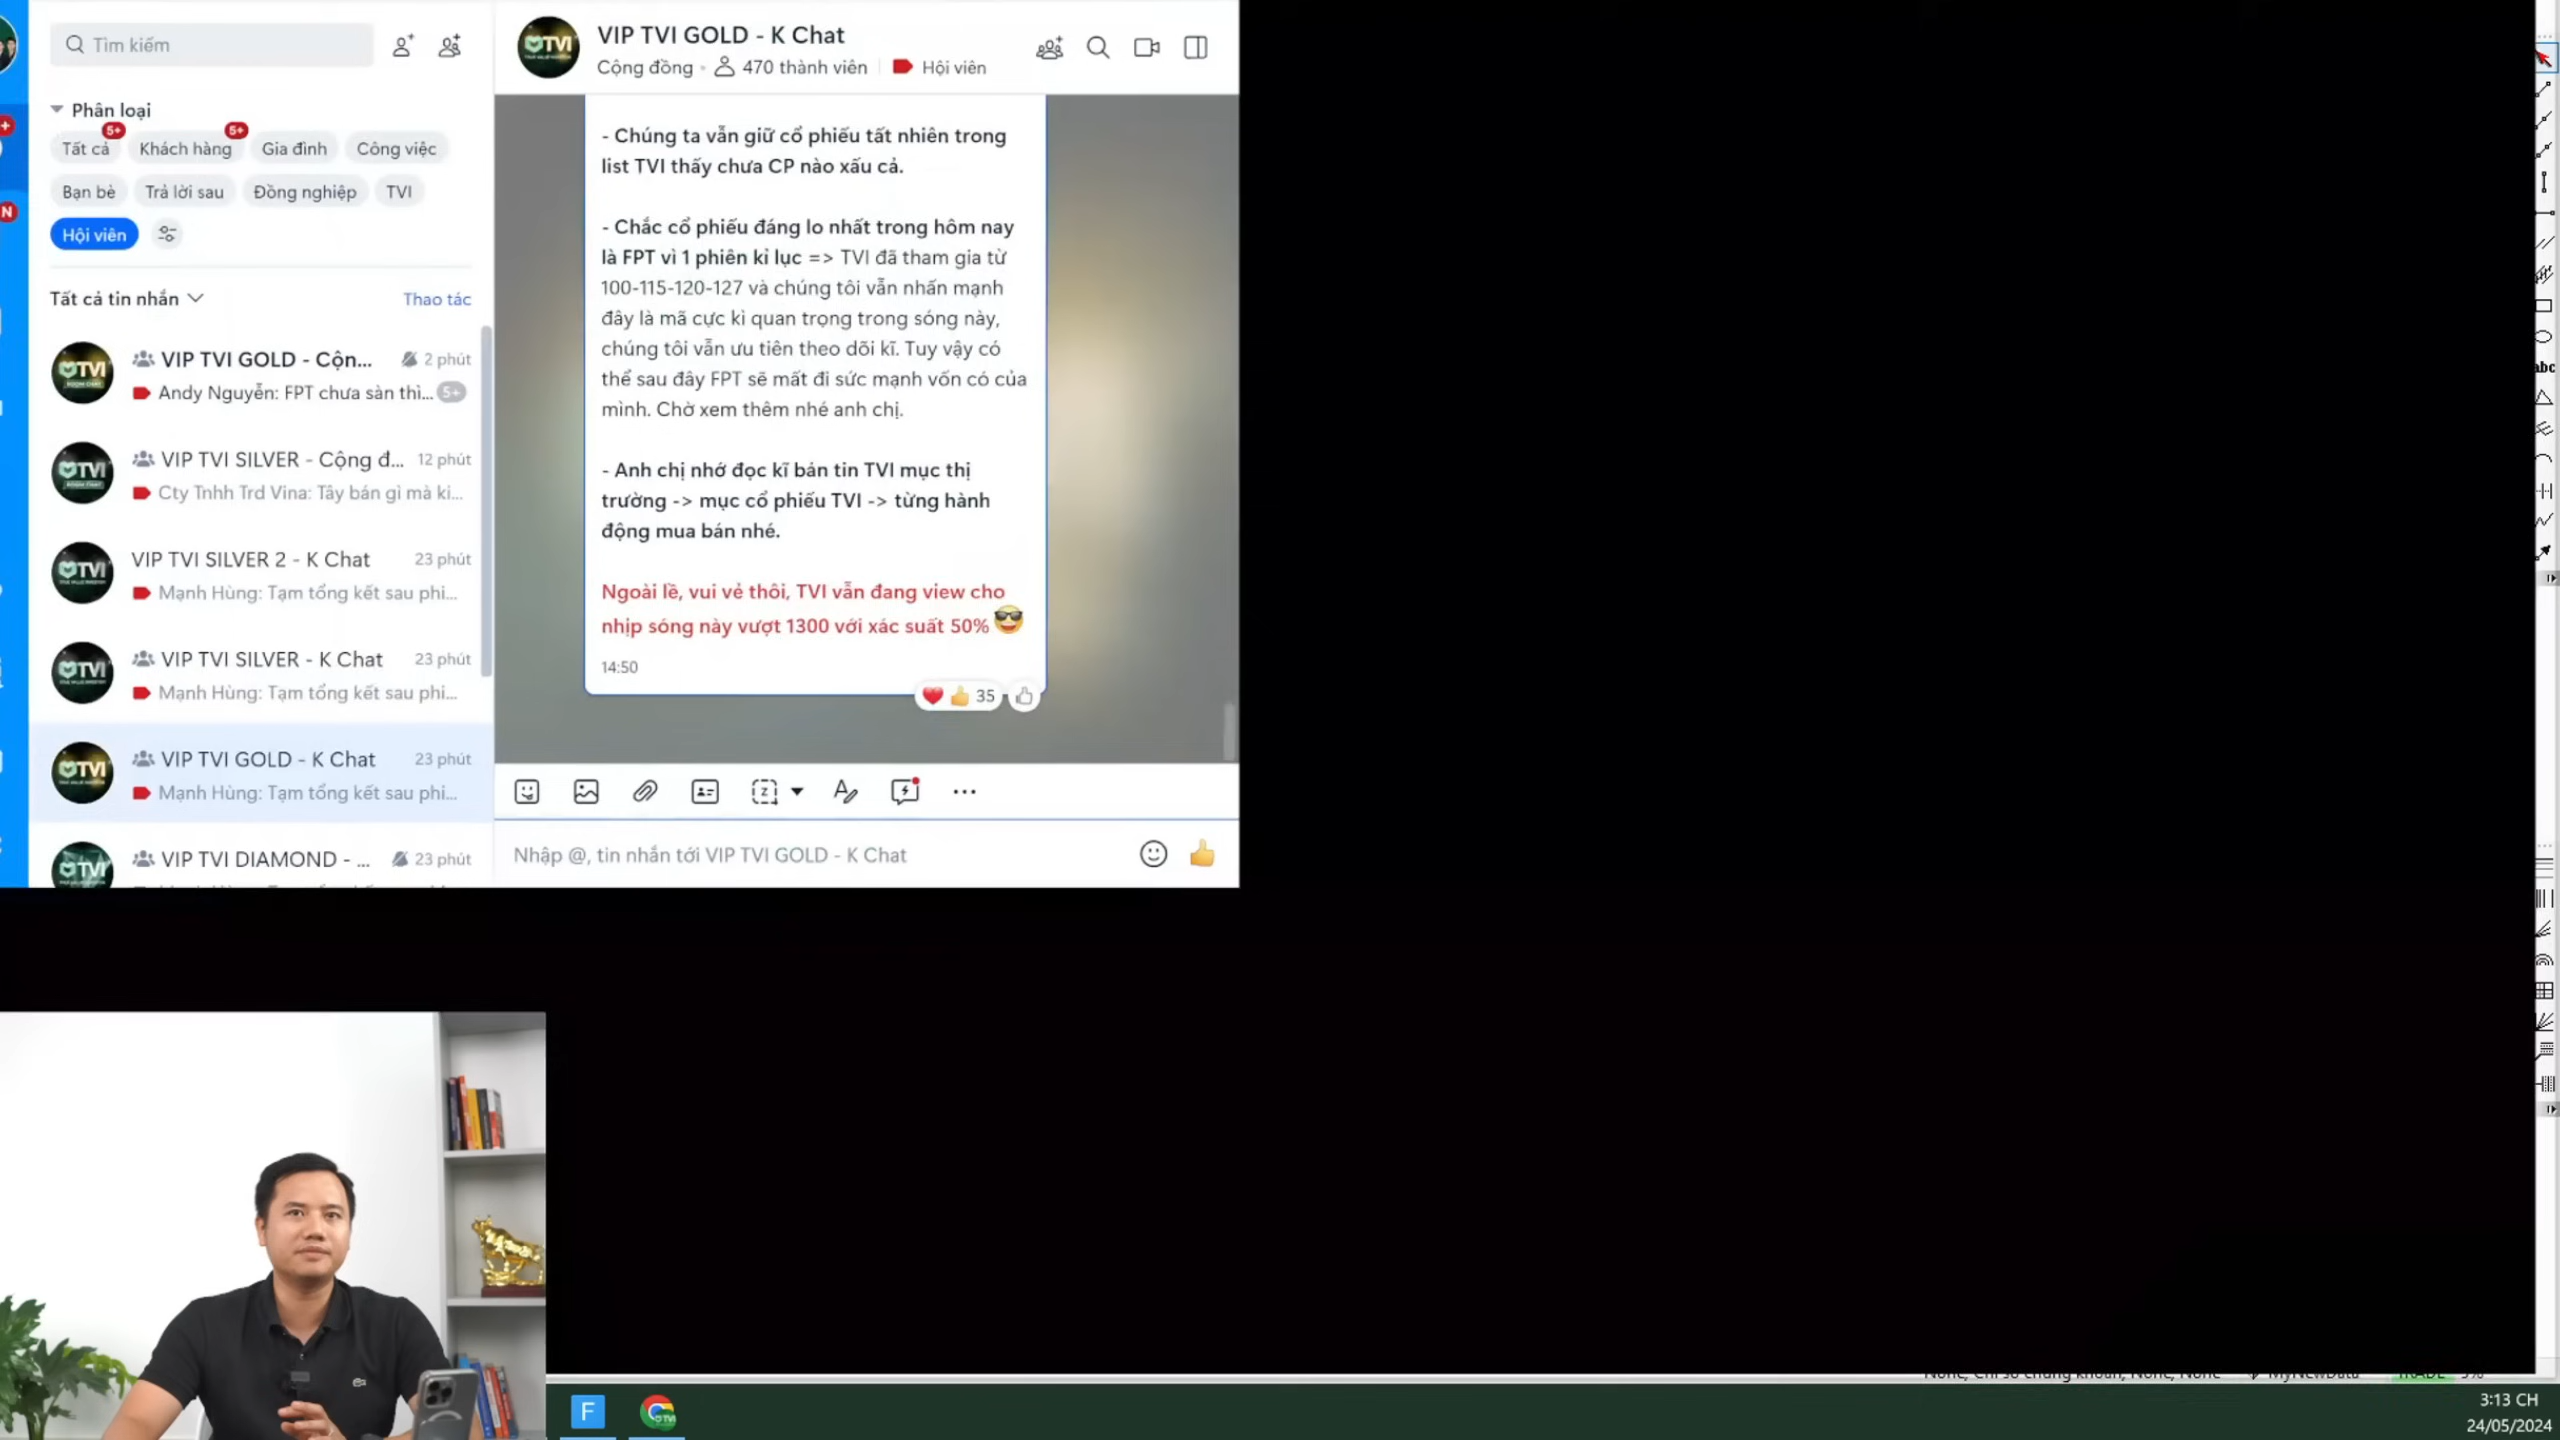 Tìm kiếm
Phân loại
5+
5+
Tất cả
Khách hàng
Gia đình
Công việc
Bạn bè
Trả lời sau
Đồng nghiệp
TVI
Hội viên
Tất cả tin nhắn
Thao tác
N
TVI
VIP TVI GOLD - Cộn...
2 phút
Andy Nguyễn: FPT chưa sàn thì...
5+
TVI
VIP TVI SILVER - Cộng đ...
12 phút
Cty Tnhh Trd Vina: Tây bán gì mà ki...
TVI
VIP TVI SILVER 2 - K Chat
23 phút
Mạnh Hùng: Tạm tổng kết sau phi...
TVI
VIP TVI SILVER - K Chat
23 phút
Mạnh Hùng: Tạm tổng kết sau phi...
TVI
VIP TVI GOLD - K Chat
23 phút
Mạnh Hùng: Tạm tổng kết sau phi...
TVI
VIP TVI DIAMOND - ...
23 phút
TVI
VIP TVI GOLD - K Chat
Cộng đồng
470 thành viên
Hội viên
- Chúng ta vẫn giữ cổ phiếu tất nhiên trong
list TVI thấy chưa CP nào xấu cả.
- Chắc cổ phiếu đáng lo nhất trong hôm nay
là FPT vì 1 phiên kỉ lục => TVI đã tham gia từ
100-115-120-127 và chúng tôi vẫn nhấn mạnh
đây là mã cực kì quan trọng trong sóng này,
chúng tôi vẫn ưu tiên theo dõi kĩ. Tuy vậy có
thể sau đây FPT sẽ mất đi sức mạnh vốn có của
mình. Chờ xem thêm nhé anh chị.
- Anh chị nhớ đọc kĩ bản tin TVI mục thị
trường -> mục cổ phiếu TVI -> từng hành
động mua bán nhé.
Ngoài lề, vui vẻ thôi, TVI vẫn đang view cho
nhịp sóng này vượt 1300 với xác suất 50%
14:50
35
Nhập @, tin nhắn tới VIP TVI GOLD - K Chat
abc
F
3:13 CH
24/05/2024